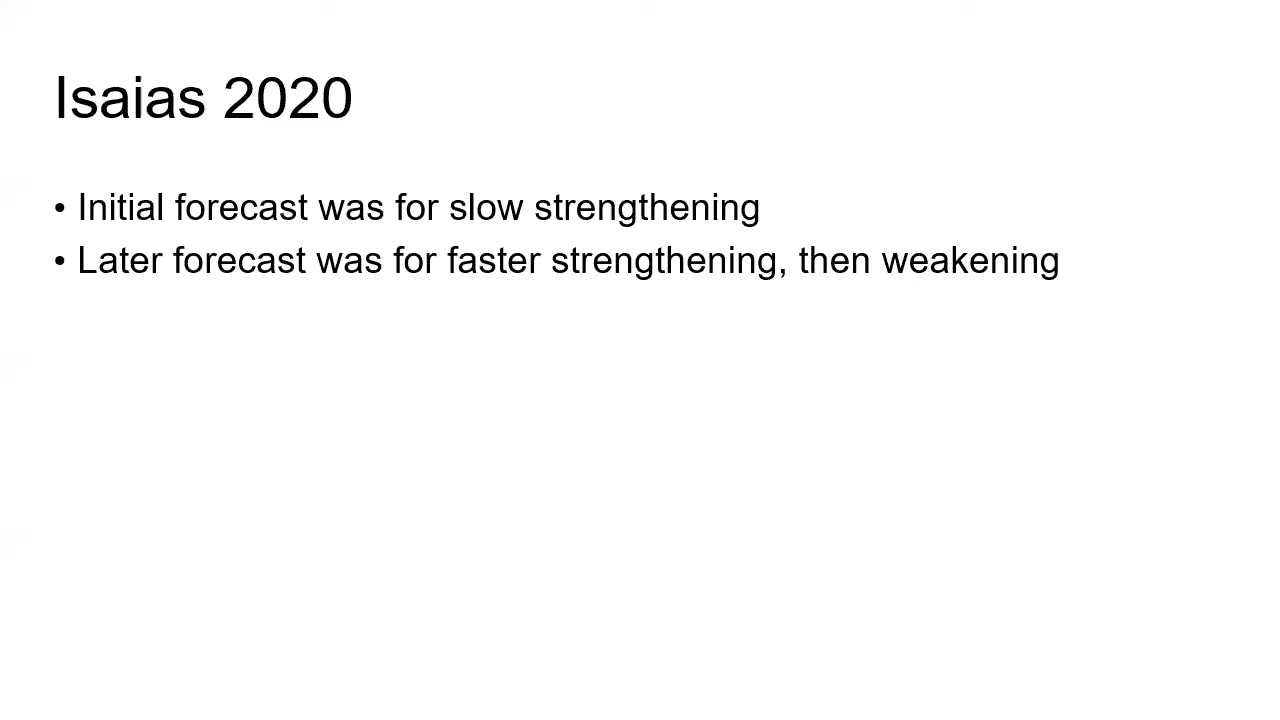 Isaias 2020
• Initial forecast was for slow strengthening
• Later forecast was for faster strengthening, then weakening